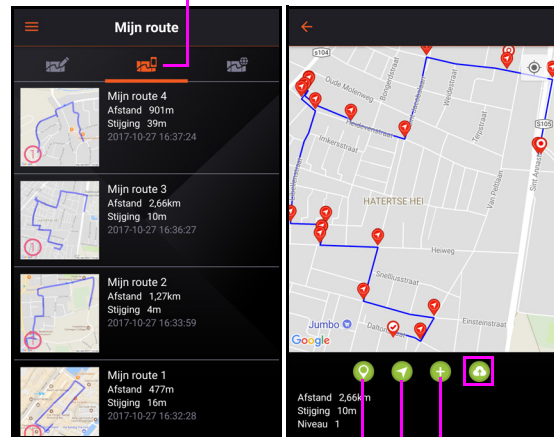 Mijn route
Mijn route 4
Afstand 901m
Stijging 39m
2017-10-27 16:37:24
Mijn route 3
Afstand 2,66km
Stijging 10m
2017-10-27 16:36:27
Mijn route 2
Afstand 1,27km
Stijging 4m
2017-10-27 16:33:59
Mijn route 1
Afstand 477m
Stijging 16m
2017-10-27 16:32:28
S104
Oude Molenweg
Weidestraat
Heidevenstraat
Imkersstraat
Tepstraat
S105
Sint Annast
Van Peltlaan
HATERTSE HEI
Heiweg
Snelliusstraat
Jumbo
Einsteinstraat
Google
Afstand 2,66km
Stijging 10m
Niveau 1